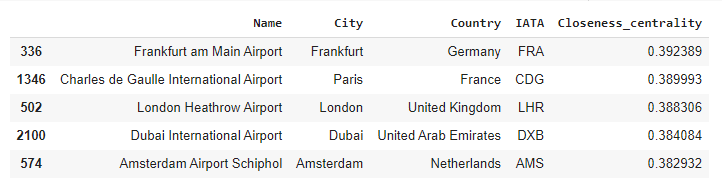 Name City Country IATA Closeness_centrality
336 Frankfurt am Main Airport Frankfurt Germany FRA 0.392389
1346 Charles de Gaulle International Airport Paris France CDG 0.389993
502 London Heathrow Airport London United Kingdom LHR 0.388306
2100 Dubai International Airport Dubai United Arab Emirates DXB 0.384084
574 Amsterdam Airport Schiphol Amsterdam Netherlands AMS 0.382932